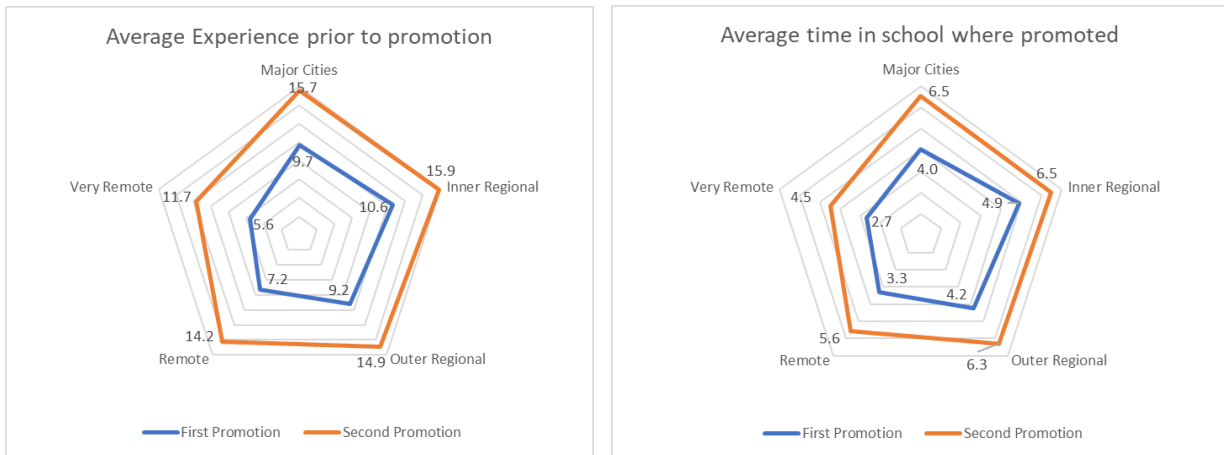 Average Experience prior to promotion
Major Cities
15.7
9.7
15.9
Inner Regional
10.6
Very Remote
11.7
5.6
7.2
9.2
14.2
Remote
14.9
Outer Regional
First Promotion
Second Promotion
Average time in school where promoted
Major Cities
6.5
4.0
6.5
Inner Regional
4.9
Very Remote
4.5
2.7
3.3
4.2
5.6
Remote
6.3
Outer Regional
First Promotion
Second Promotion